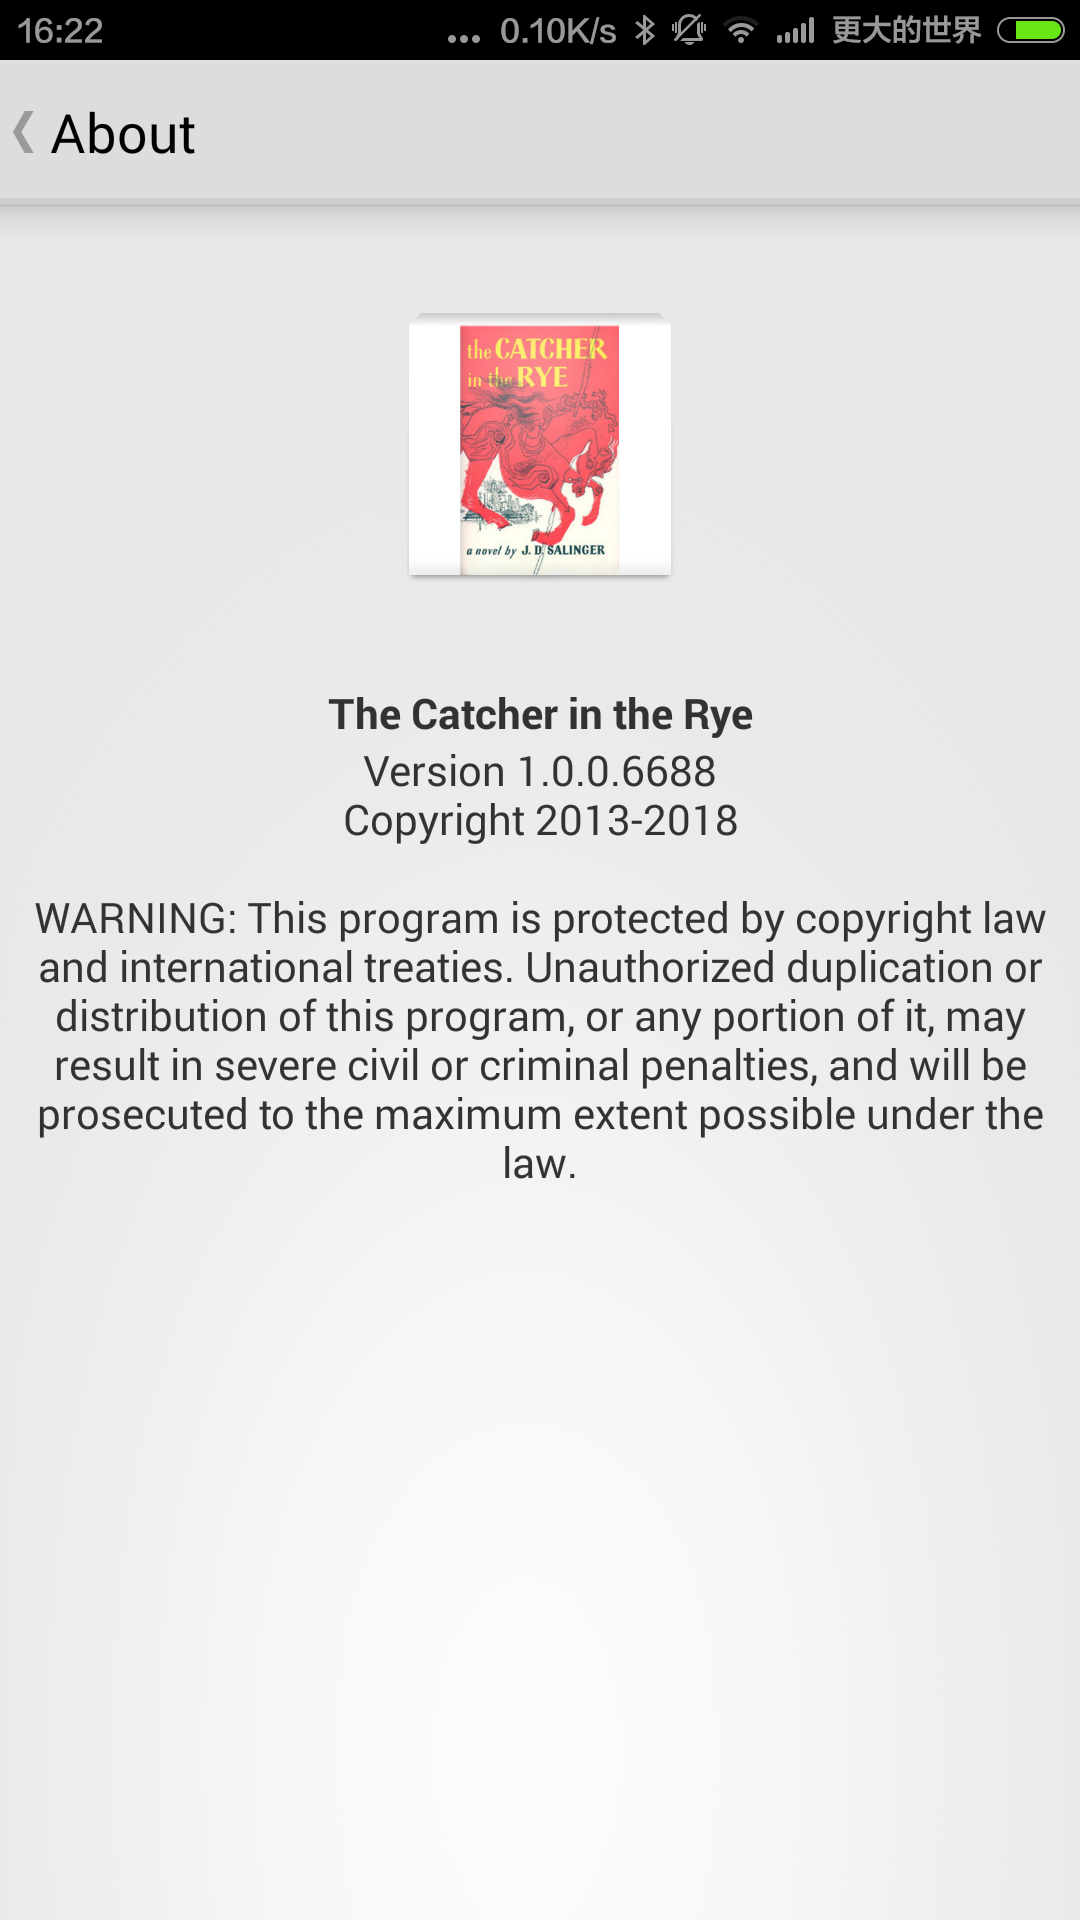 16:22
... 0.10K/s 更大的世界
About
the CATCHER
in the RYE
a novel by J. D. SALINGER
The Catcher in the Rye
Version 1.0.0.6688
Copyright 2013-2018
WARNING: This program is protected by copyright law
and international treaties. Unauthorized duplication or
distribution of this program, or any portion of it, may
result in severe civil or criminal penalties, and will be
prosecuted to the maximum extent possible under the
law.